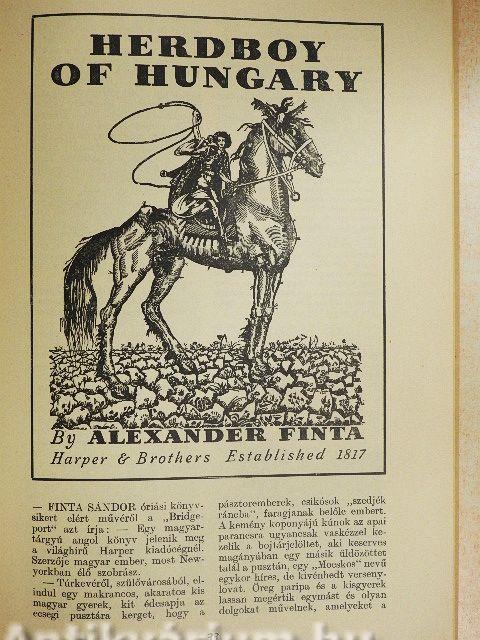 HERDBOY
OF HUNGARY
By ALEXANDER FINTA
Harper & Brothers Established 1817
— FINTA SÁNDOR óriási könyv-
sikert elért művéről a „Bridge-
port" azt írja: — Egy magyar-
tárgyú angol könyv jelenik meg
a világhírű Harper kiadócégnél.
Szerzője magyar ember, most New-
yorkban élő szobrász.
—Túrkevéről, szülővárosából, el-
indul egy makrancos, akaratos kis
magyar gyerek, kit édesapja az
ecsegi pusztára kerget, hogy a
pásztoremberek, csikósok „szedjék
ráncba", faragjanak belőle embert.
A kemény koponyájú kúnok az apai
parancsra ugyancsak vaskézzel ke-
zelik a bojtárjelöltet, aki keserves
magányában egy másik üldözöttet
talál a pusztán, egy „Mocskos" nevű
egykor híres, de kivénhedt verseny-
lovat. Öreg paripa és a kisgyerek
lassan megértik egymást és olyan
dolgokat művelnek, amelyeket a